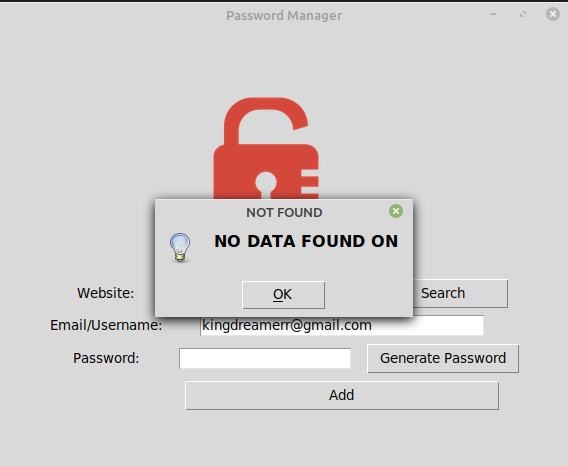 Password Manager
NOT FOUND
NO DATA FOUND ON
OK
Website:
Search
Email/Username:
kingdreamerr@gmail.com
Password:
Generate Password
Add